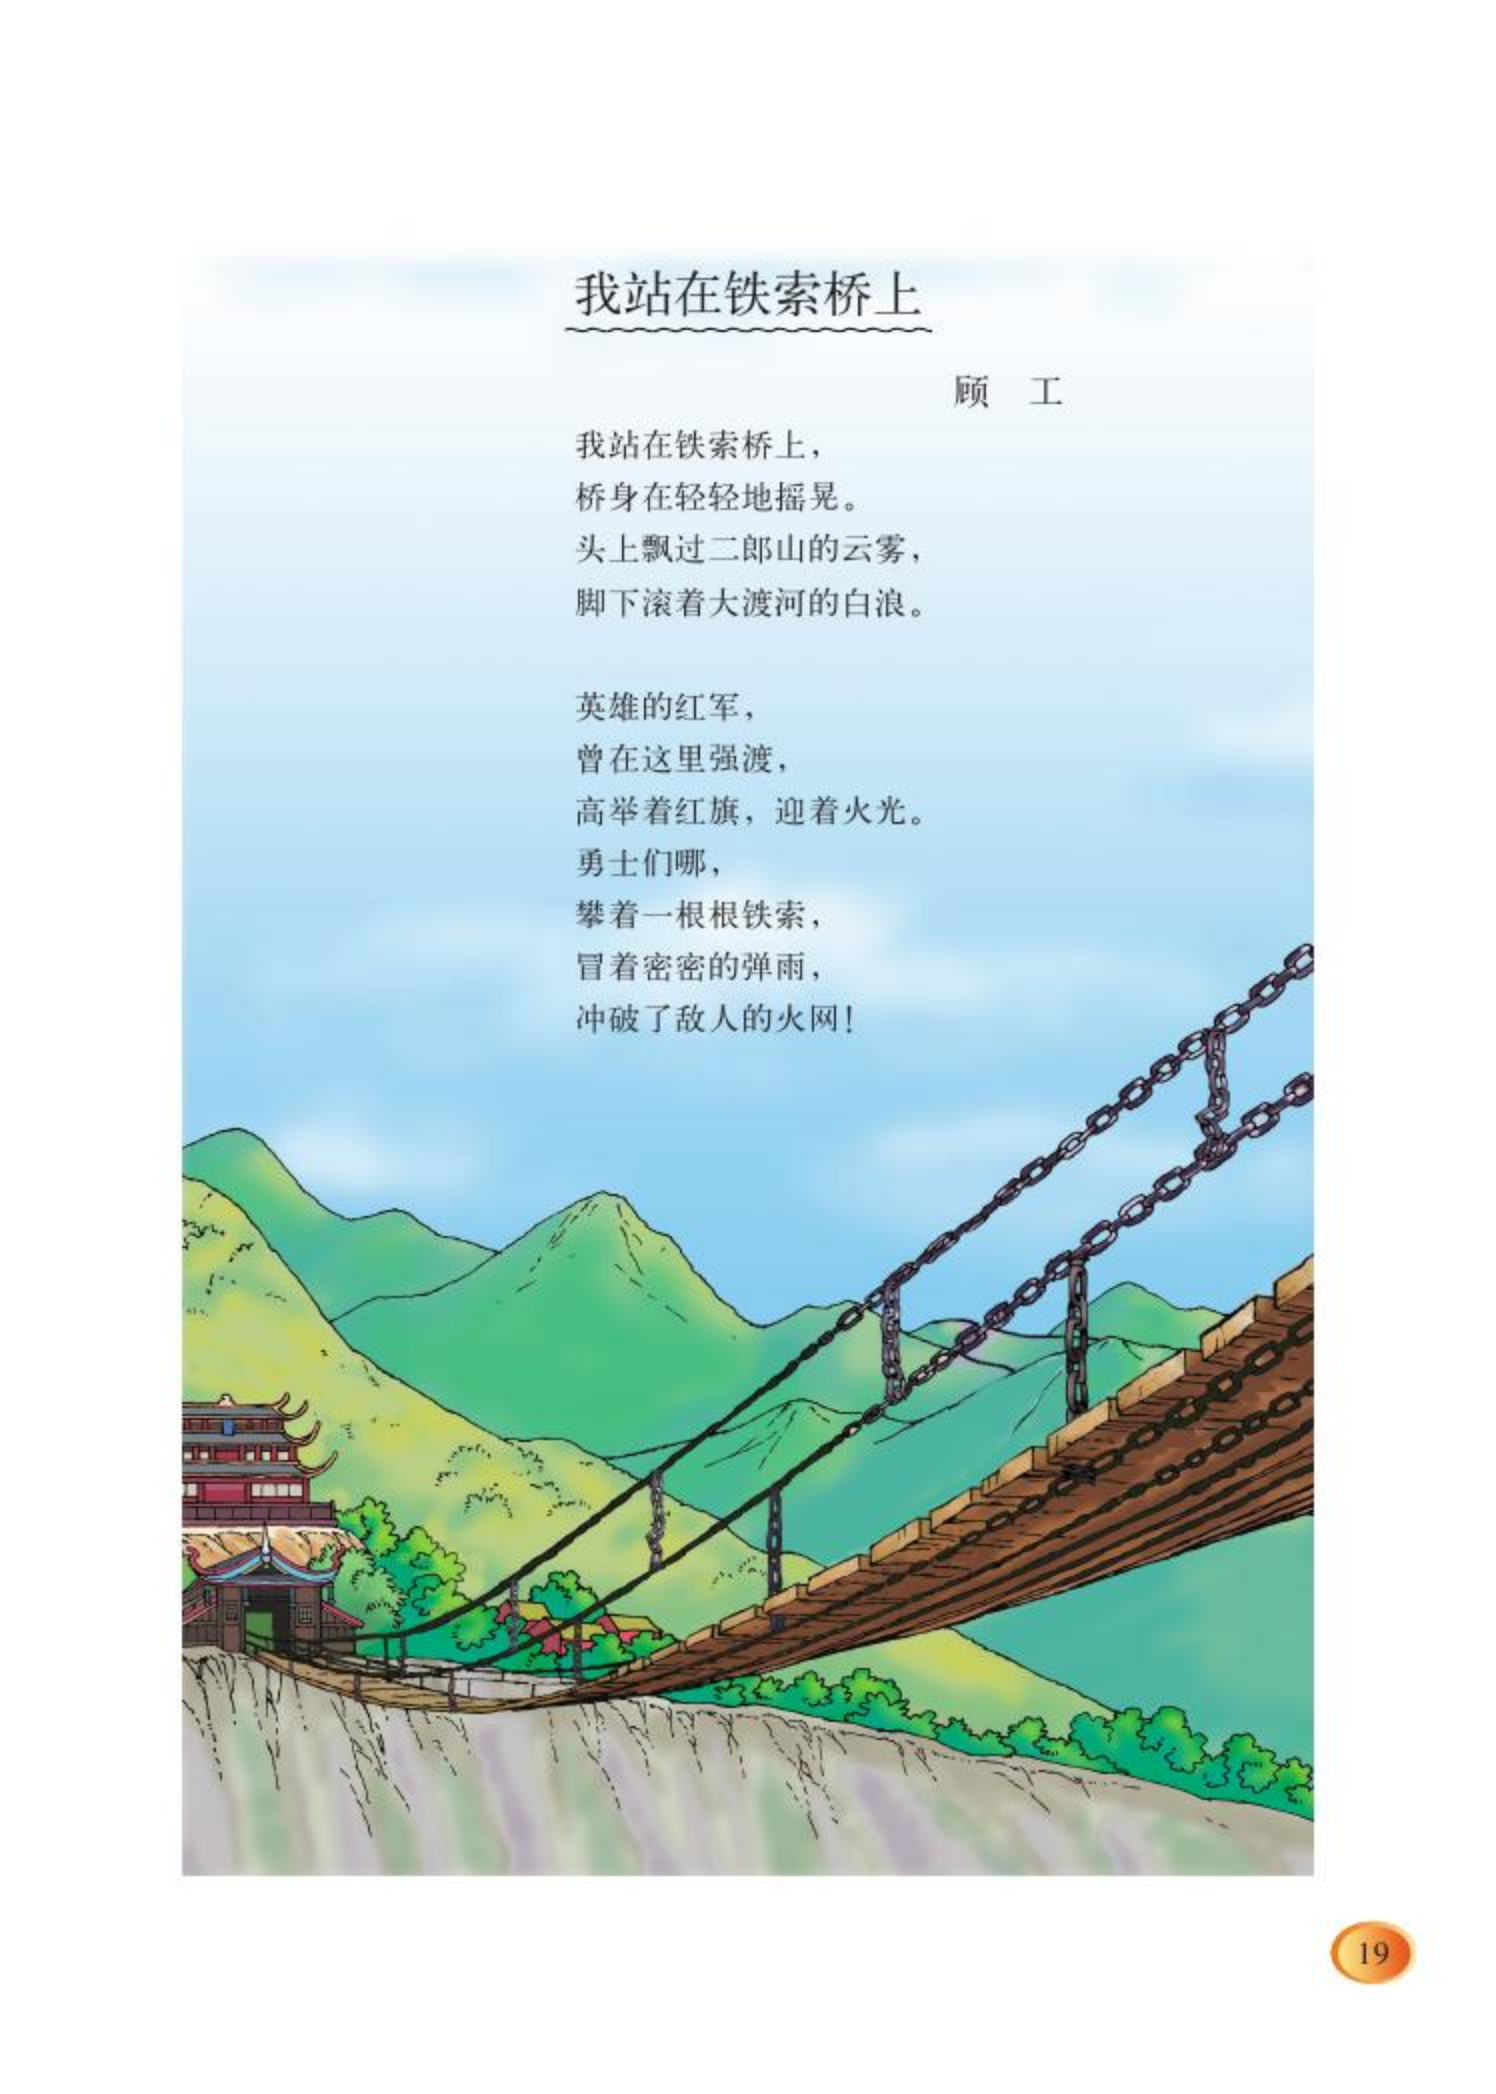 我站在铁索桥上
顾 工
我站在铁索桥上，
桥身在轻轻地摇晃。
头上飘过二郎山的云雾，
脚下滚着大渡河的白浪。
英雄的红军，
曾在这里强渡，
高举着红旗，迎着火光。
勇士们哪，
攀着一根根铁索，
冒着密密的弹雨，
冲破了敌人的火网！
19